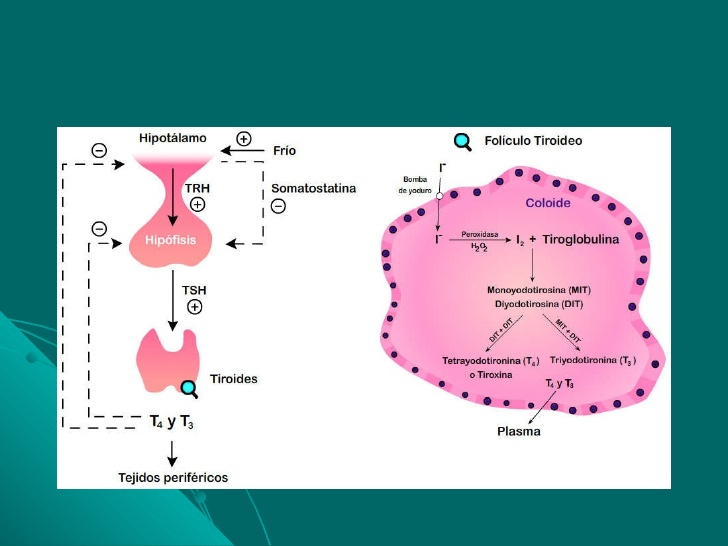 Hipotálamo
Frío
TRH
Somatostatina
Hipófisis
TSH
Tiroides
T₄ y T₃
Tejidos periféricos
Folículo Tiroideo
I⁻
Bomba
de yoduro
Coloide
I⁻
Peroxidasa
H₂O₂
I₂ + Tiroglobulina
Monoyodotirosina (MIT)
Diyodotirosina (DIT)
DIT + DIT
MIT + DIT
Tetrayodotironina (T₄)
o Tiroxina
Triyodotironina (T₃)
T₄ y T₃
Plasma